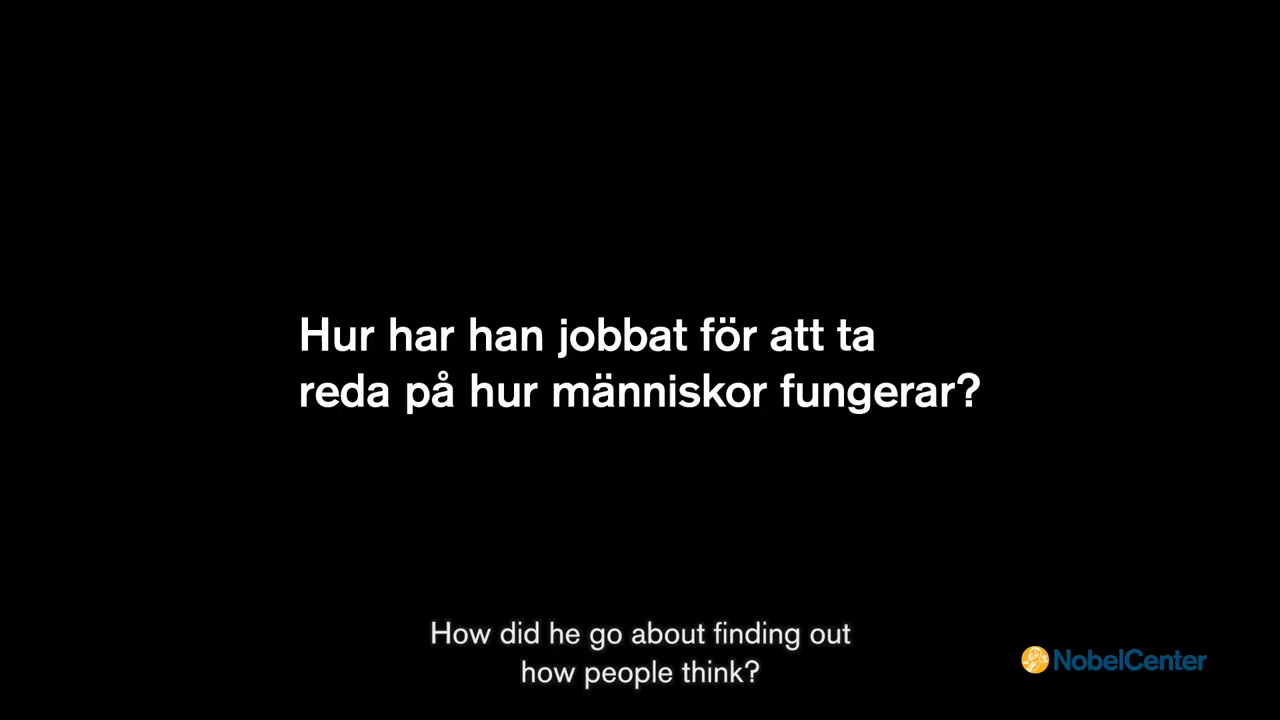 Hur har han jobbat för att ta
reda på hur människor fungerar?
How did he go about finding out
how people think?
NobelCenter